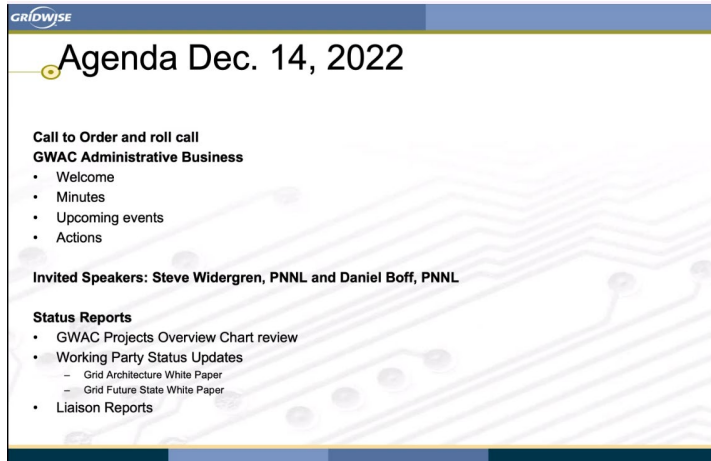 GRIDWISE
Agenda Dec. 14, 2022
Call to Order and roll call
GWAC Administrative Business
• Welcome
• Minutes
• Upcoming events
• Actions
Invited Speakers: Steve Widergren, PNNL and Daniel Boff, PNNL
Status Reports
• GWAC Projects Overview Chart review
• Working Party Status Updates
– Grid Architecture White Paper
– Grid Future State White Paper
• Liaison Reports